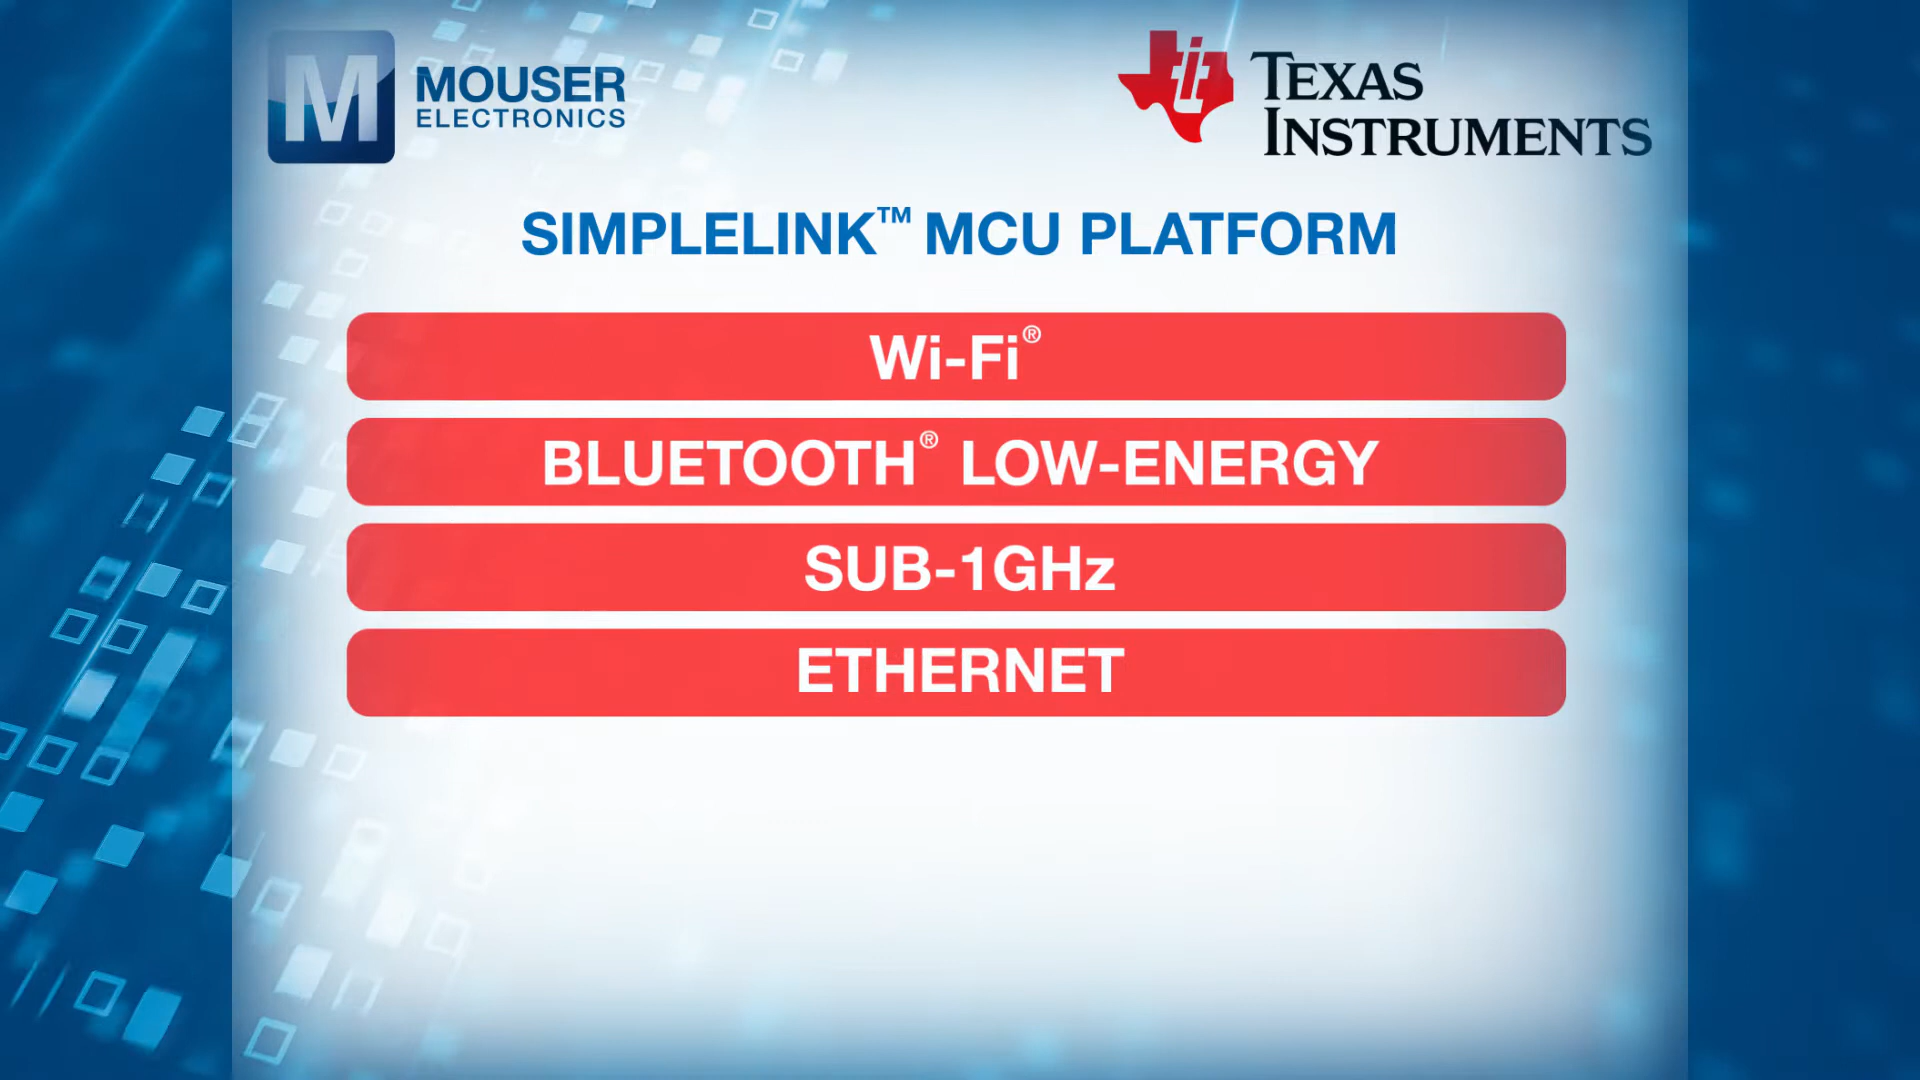 M MOUSER
ELECTRONICS
TEXAS
INSTRUMENTS
SIMPLELINK™ MCU PLATFORM
Wi-Fi®
BLUETOOTH® LOW-ENERGY
SUB-1GHz
ETHERNET